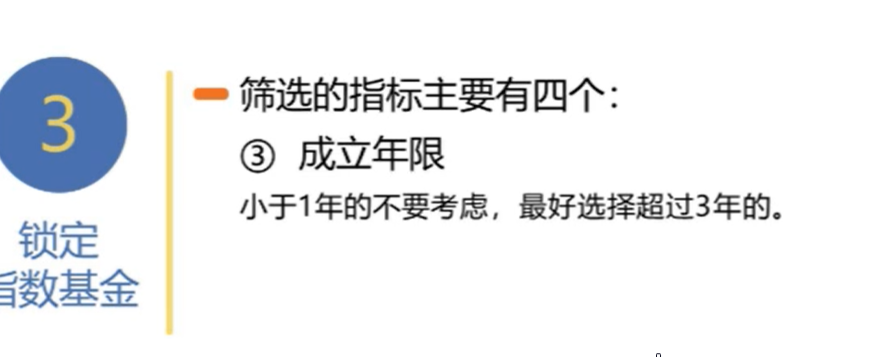 3
锁定
指数基金
筛选的指标主要有四个：
③ 成立年限
小于1年的不要考虑，最好选择超过3年的。